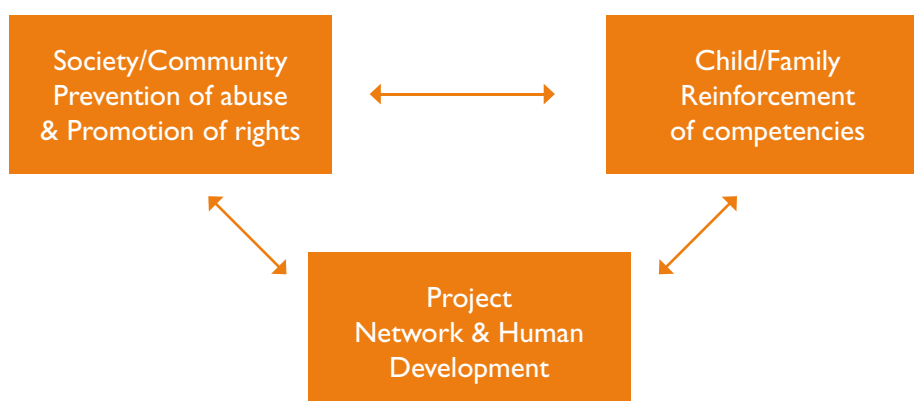 Society/Community
Prevention of abuse
& Promotion of rights
Child/Family
Reinforcement
of competencies
Project
Network & Human
Development